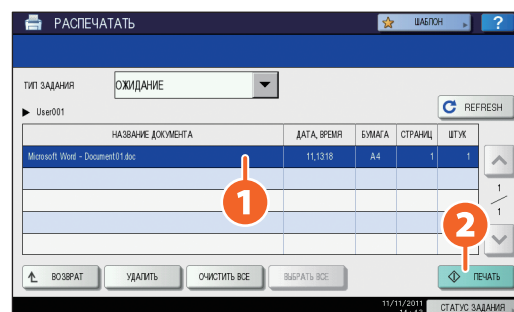 РАСПЕЧАТАТЬ
ШАБЛОН
?
ТИП ЗАДАНИЯ
ОЖИДАНИЕ
User001
REFRESH
НАЗВАНИЕ ДОКУМЕНТА ДАТА, ВРЕМЯ БУМАГА СТРАНИЦ ШТУК
Microsoft Word - Document01.doc 11,13:18 A4 1 1
1
1
1
2
ВОЗВРАТ УДАЛИТЬ ОЧИСТИТЬ ВСЕ ВЫБРАТЬ ВСЕ ПЕЧАТЬ
11/11/2011
СТАТУС ЗАДАНИЯ